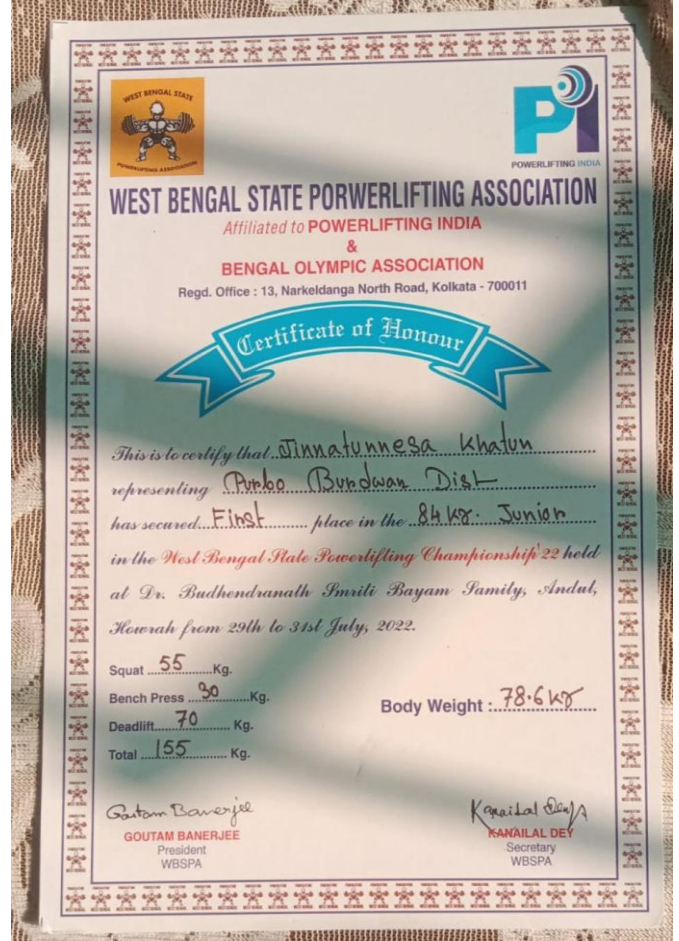 WEST BENGAL STATE
POWERLIFTING ASSOCIATION
PI
POWERLIFTING INDIA
WEST BENGAL STATE PORWERLIFTING ASSOCIATION
Affiliated to POWERLIFTING INDIA
&
BENGAL OLYMPIC ASSOCIATION
Regd. Office : 13, Narkeldanga North Road, Kolkata - 700011
Certificate of Honour
This is to certify that Jinnatunnesa Khatun
representing Purbo Burdwan Dist
has secured First place in the 84 Kg. Junior
in the West Bengal State Powerlifting Championship'22 held
at Dr. Budhendranath Smriti Bayam Samily, Andul,
Howrah from 29th to 31st July, 2022.
Squat 55 Kg.
Bench Press 30 Kg.
Deadlift 70 Kg.
Total 155 Kg.
Body Weight : 78.6 kg
Goutam Banerjee
GOUTAM BANERJEE
President
WBSPA
Kanailal Dey
KANAILAL DEY
Secretary
WBSPA